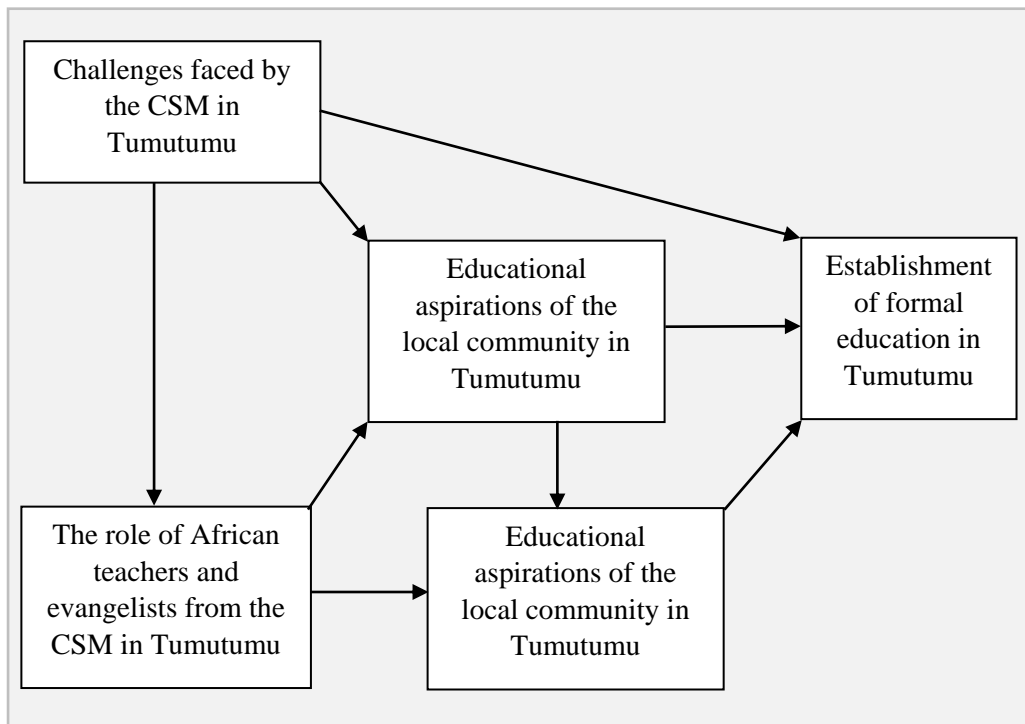 Challenges faced by
the CSM in
Tumutumu
Educational
aspirations of the
local community in
Tumutumu
Establishment
of formal
education in
Tumutumu
The role of African
teachers and
evangelists from the
CSM in Tumutumu
Educational
aspirations of the
local community in
Tumutumu